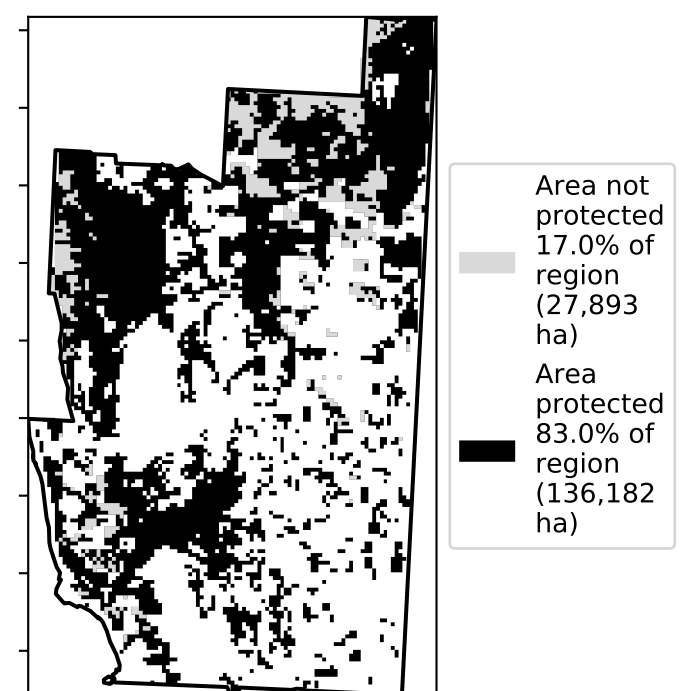 Area not
protected
17.0% of
region
(27,893
ha)
Area
protected
83.0% of
region
(136,182
ha)